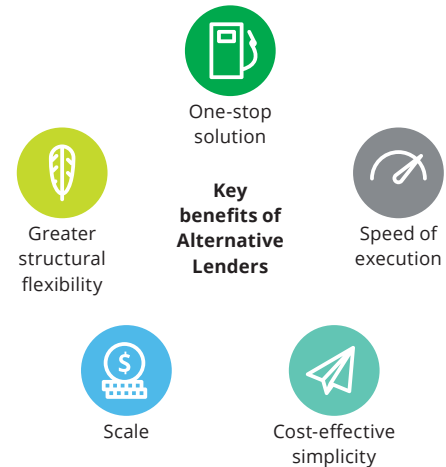 One-stop
solution
Key
benefits of
Alternative
Lenders
Greater
structural
flexibility
Speed of
execution
$
Scale
Cost-effective
simplicity